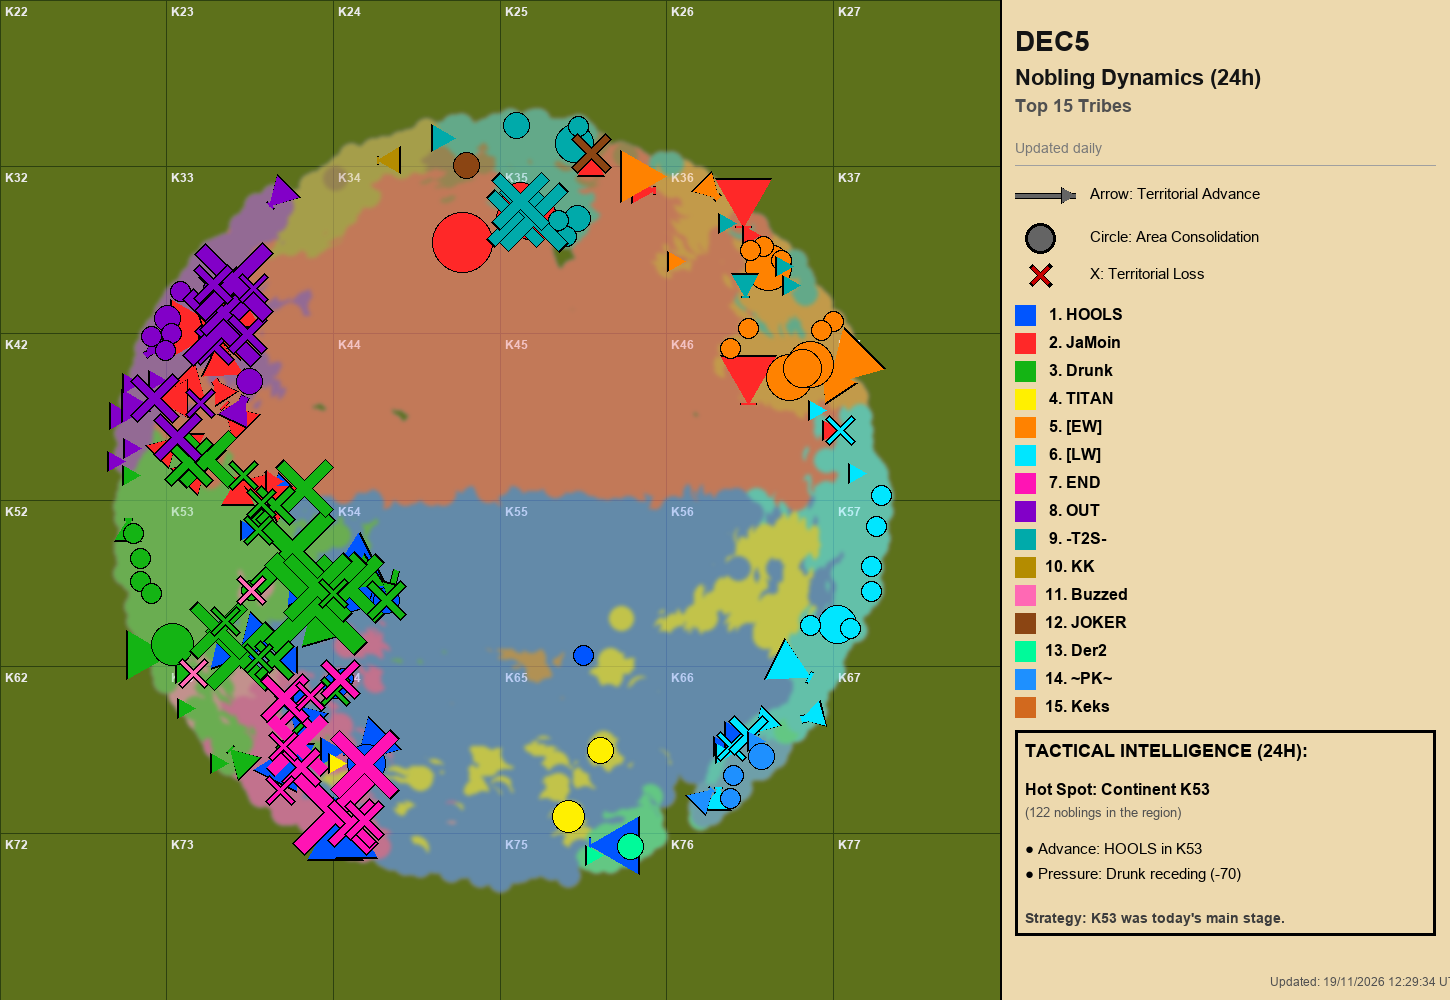 K22 K23 K24 K25 K26 K27
K32 K33 K34 K35 K36 K37
K42 K44 K45 K46
K52 K53 K54 K55 K56 K57
K62 K65 K66 K67
K72 K73 K74 K75 K76 K77
DEC5
Nobling Dynamics (24h)
Top 15 Tribes
Updated daily
Arrow: Territorial Advance
Circle: Area Consolidation
X: Territorial Loss
1. HOOLS
2. JaMoin
3. Drunk
4. TITAN
5. [EW]
6. [LW]
7. END
8. OUT
9. -T2S-
10. KK
11. Buzzed
12. JOKER
13. Der2
14. ~PK~
15. Keks
TACTICAL INTELLIGENCE (24H):
Hot Spot: Continent K53
(122 noblings in the region)
● Advance: HOOLS in K53
● Pressure: Drunk receding (-70)
Strategy: K53 was today's main stage.
Updated: 19/11/2026 12:29:34 U